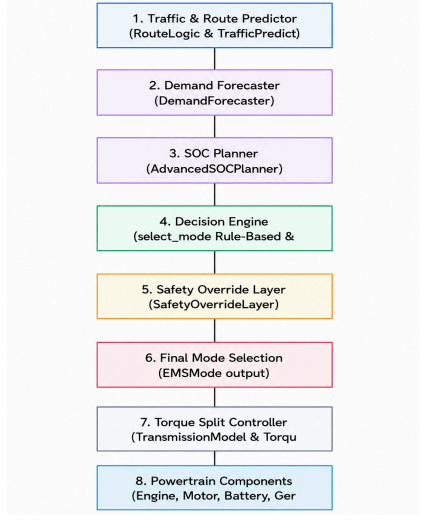 1. Traffic & Route Predictor
(RouteLogic & TrafficPredict)
2. Demand Forecaster
(DemandForecaster)
3. SOC Planner
(AdvancedSOCPlanner)
4. Decision Engine
(select_mode Rule-Based &
5. Safety Override Layer
(SafetyOverrideLayer)
6. Final Mode Selection
(EMSMode output)
7. Torque Split Controller
(TransmissionModel & Torqu
8. Powertrain Components
(Engine, Motor, Battery, Ger